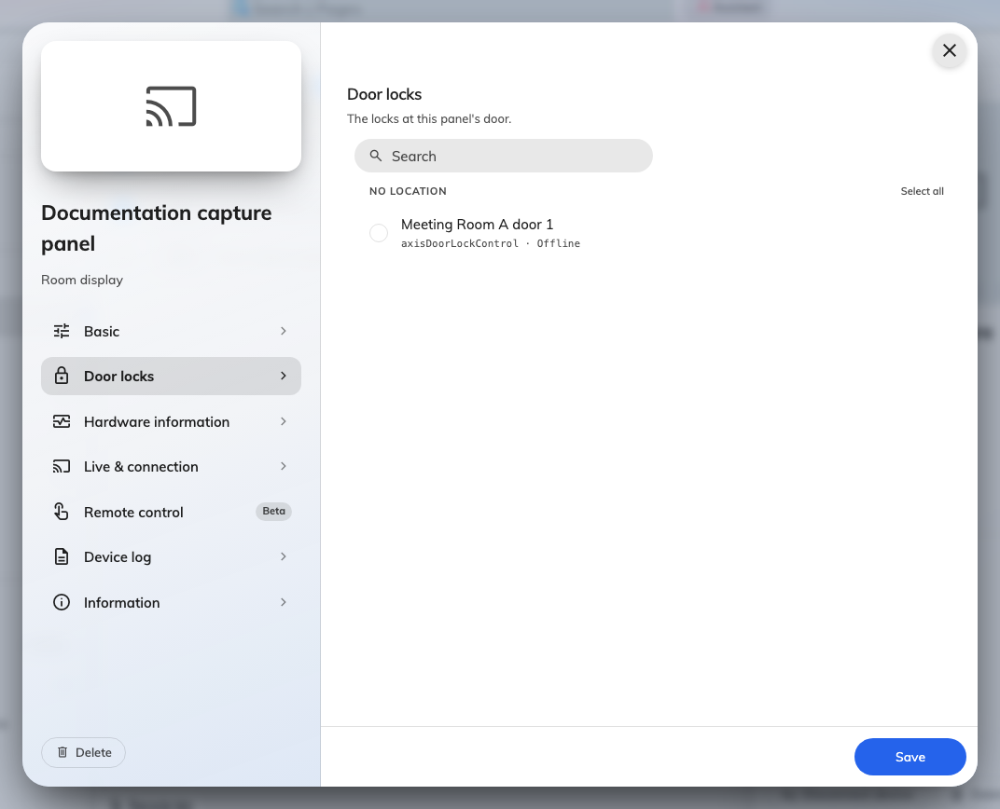 Documentation capture
panel
Room display
Basic
Door locks
Hardware information
Live & connection
Remote control
Beta
Device log
Information
Delete
Door locks
The locks at this panel's door.
Search
NO LOCATION
Select all
Meeting Room A door 1
axisDoorLockControl · Offline
Save